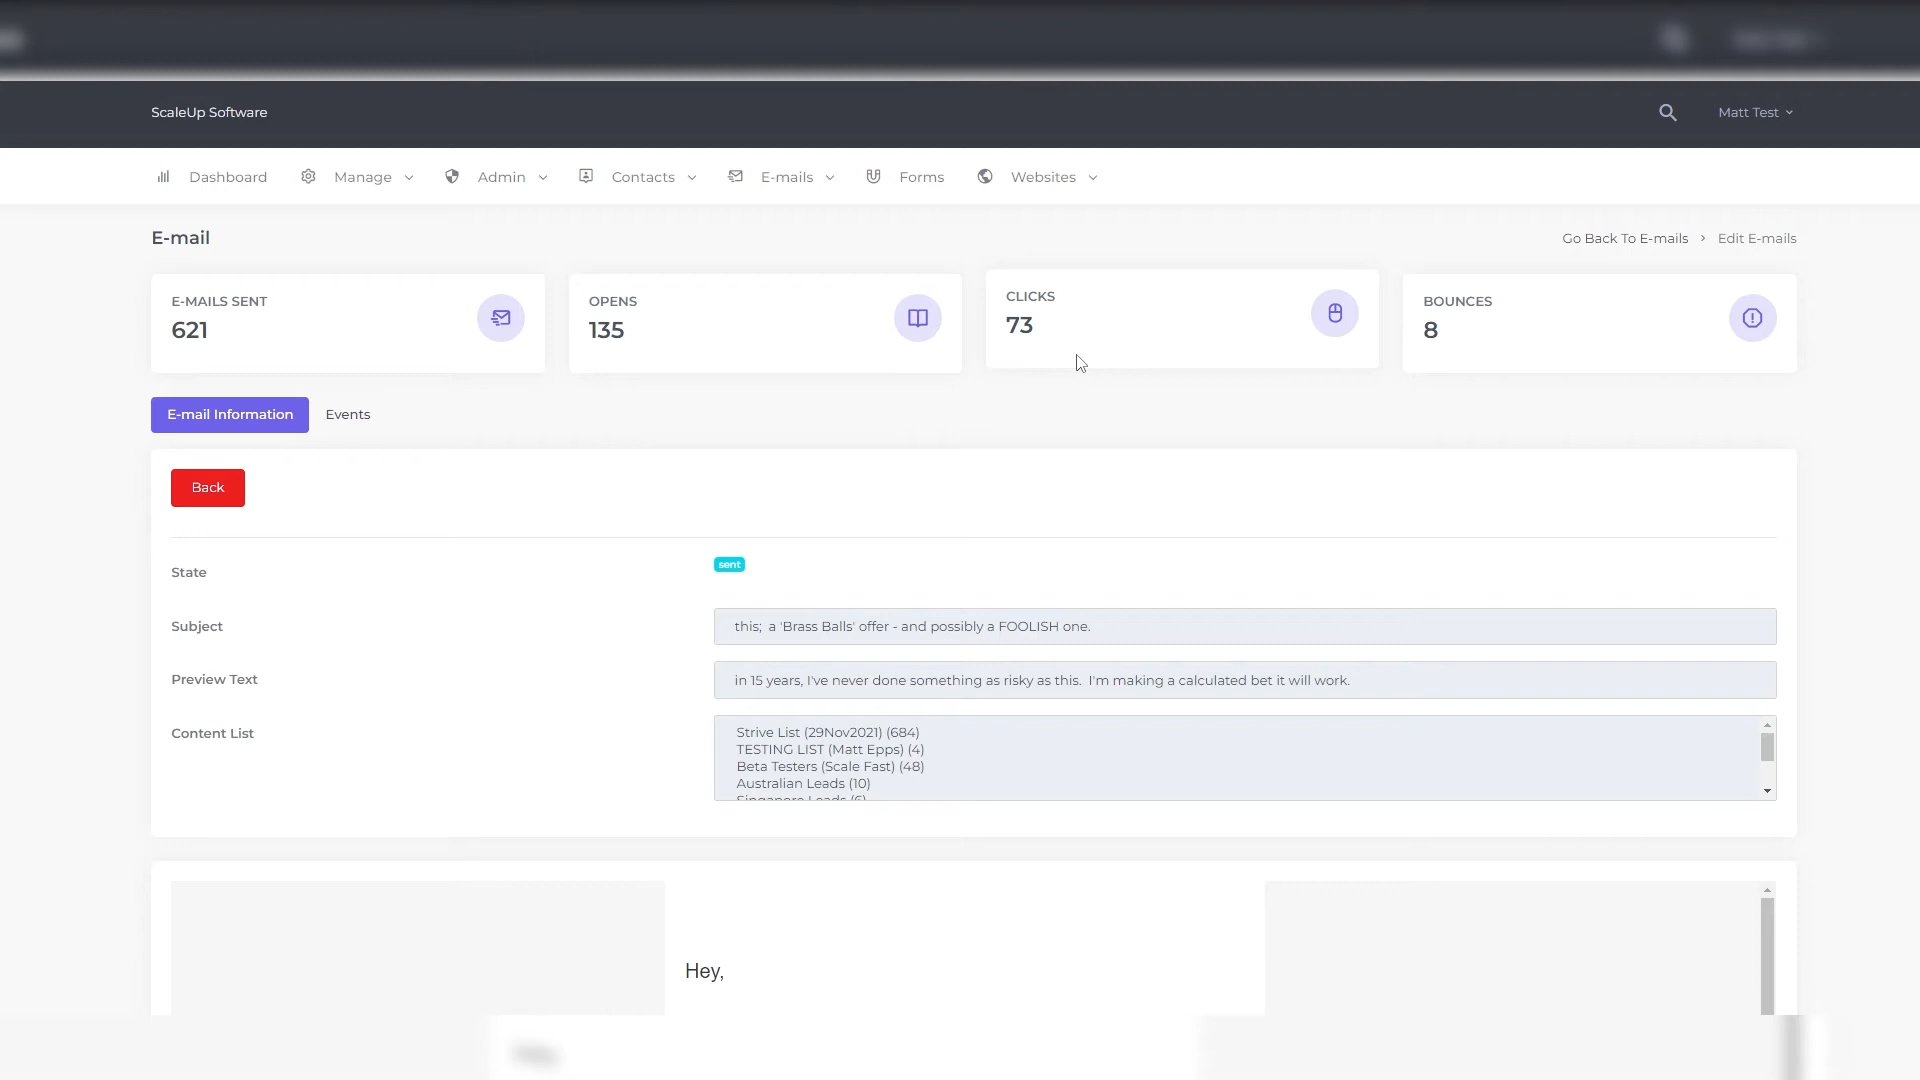 ScaleUp Software
Matt Test
Dashboard Manage Admin Contacts E-mails Forms Websites
E-mail
Go Back To E-mails > Edit E-mails
E-MAILS SENT
621
OPENS
135
CLICKS
73
BOUNCES
8
E-mail Information Events
Back
State
sent
Subject
this;  a 'Brass Balls' offer - and possibly a FOOLISH one.
Preview Text
in 15 years, I've never done something as risky as this.  I'm making a calculated bet it will work.
Content List
Strive List (29Nov2021) (684)
TESTING LIST (Matt Epps) (4)
Beta Testers (Scale Fast) (48)
Australian Leads (10)
Singapore Leads (6)
Hey,